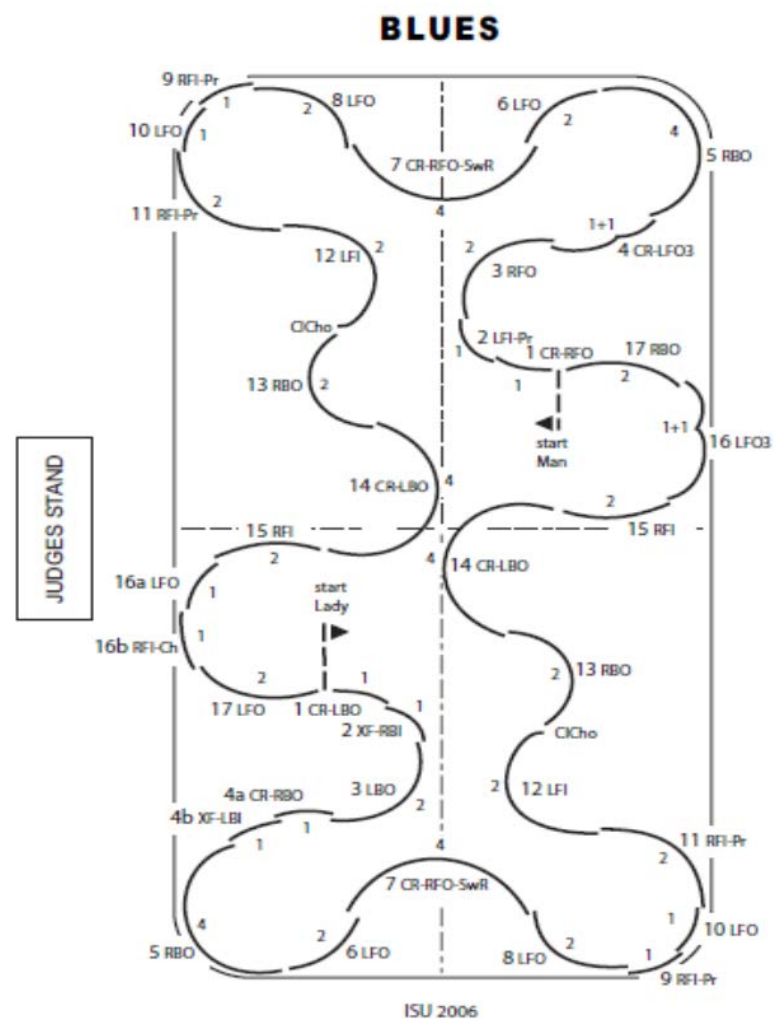 BLUES
9 RFI-Pr
1
2
8 LFO
10 LFO
1
6 LFO
2
4
5 RBO
7 CR-RFO-SwR
4
11 RFI-Pr
2
1+1
4 CR-LFO3
12 LFI
2
2
3 RFO
ClCho
2 LFI-Pr
1
1 CR-RFO
1
17 RBO
2
13 RBO
2
start
Man
1+1
16 LFO3
JUDGES STAND
14 CR-LBO
4
15 RFI
2
2
15 RFI
4
14 CR-LBO
16a LFO
1
start
Lady
16b RFI-Ch
1
2
17 LFO
1 CR-LBO
1
1
2 XF-RBI
2
13 RBO
ClCho
3 LBO
2
2
12 LFI
4a CR-RBO
1
4b XF-LBI
1
4
7 CR-RFO-SwR
11 RFI-Pr
2
4
5 RBO
2
6 LFO
8 LFO
2
1
1
10 LFO
9 RFI-Pr
ISU 2006